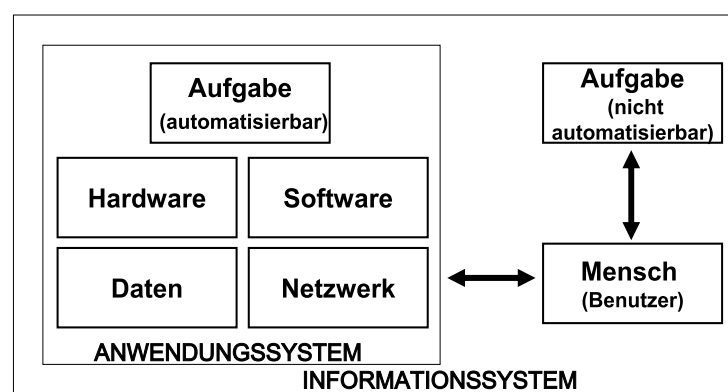 Aufgabe
(automatisierbar)
Hardware
Software
Daten
Netzwerk
ANWENDUNGSSYSTEM
Aufgabe
(nicht
automatisierbar)
Mensch
(Benutzer)
INFORMATIONSSYSTEM